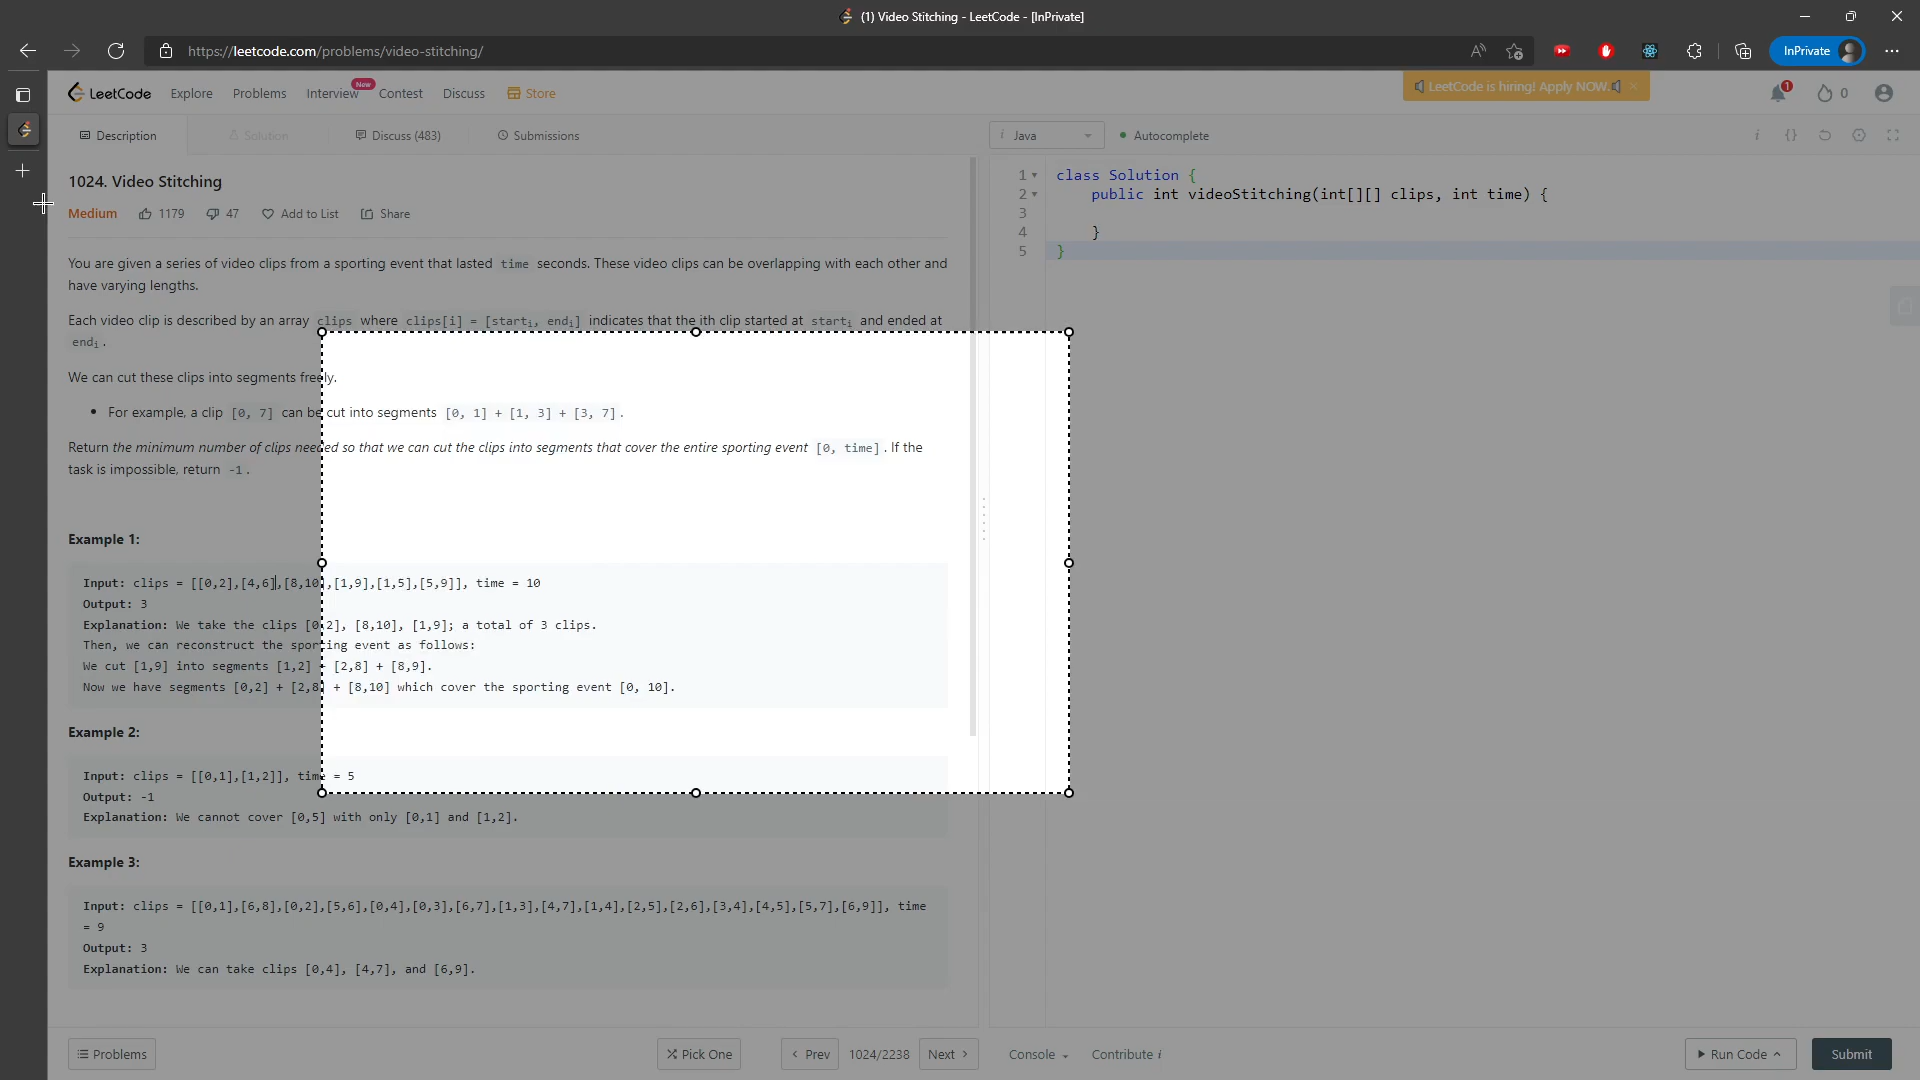 (1) Video Stitching - LeetCode - [InPrivate]
https://leetcode.com/problems/video-stitching/
InPrivate
LeetCode
Explore
Problems
Interview
New
Contest
Discuss
Store
LeetCode is hiring! Apply NOW.
1
0
Description
Solution
Discuss (483)
Submissions
i Java
Autocomplete
i
{}
1024. Video Stitching
Medium
1179
47
Add to List
Share
You are given a series of video clips from a sporting event that lasted time seconds. These video clips can be overlapping with each other and
have varying lengths.
Each video clip is described by an array clips where clips[i] = [starti, endi] indicates that the ith clip started at starti and ended at
endi.
We can cut these clips into segments freely.
• For example, a clip [0, 7] can be cut into segments [0, 1] + [1, 3] + [3, 7].
Return the minimum number of clips needed so that we can cut the clips into segments that cover the entire sporting event [0, time]. If the
task is impossible, return -1.
Example 1:
Input: clips = [[0,2],[4,6],[8,10],[1,9],[1,5],[5,9]], time = 10
Output: 3
Explanation: We take the clips [0,2], [8,10], [1,9]; a total of 3 clips.
Then, we can reconstruct the sporting event as follows:
We cut [1,9] into segments [1,2] + [2,8] + [8,9].
Now we have segments [0,2] + [2,8] + [8,10] which cover the sporting event [0, 10].
Example 2:
Input: clips = [[0,1],[1,2]], time = 5
Output: -1
Explanation: We cannot cover [0,5] with only [0,1] and [1,2].
Example 3:
Input: clips = [[0,1],[6,8],[0,2],[5,6],[0,4],[0,3],[6,7],[1,3],[4,7],[1,4],[2,5],[2,6],[3,4],[4,5],[5,7],[6,9]], time
= 9
Output: 3
Explanation: We can take clips [0,4], [4,7], and [6,9].
1 class Solution {
2 public int videoStitching(int[][] clips, int time) {
3
4 }
5 }
Problems
Pick One
Prev
1024/2238
Next
Console
Contribute i
Run Code
Submit